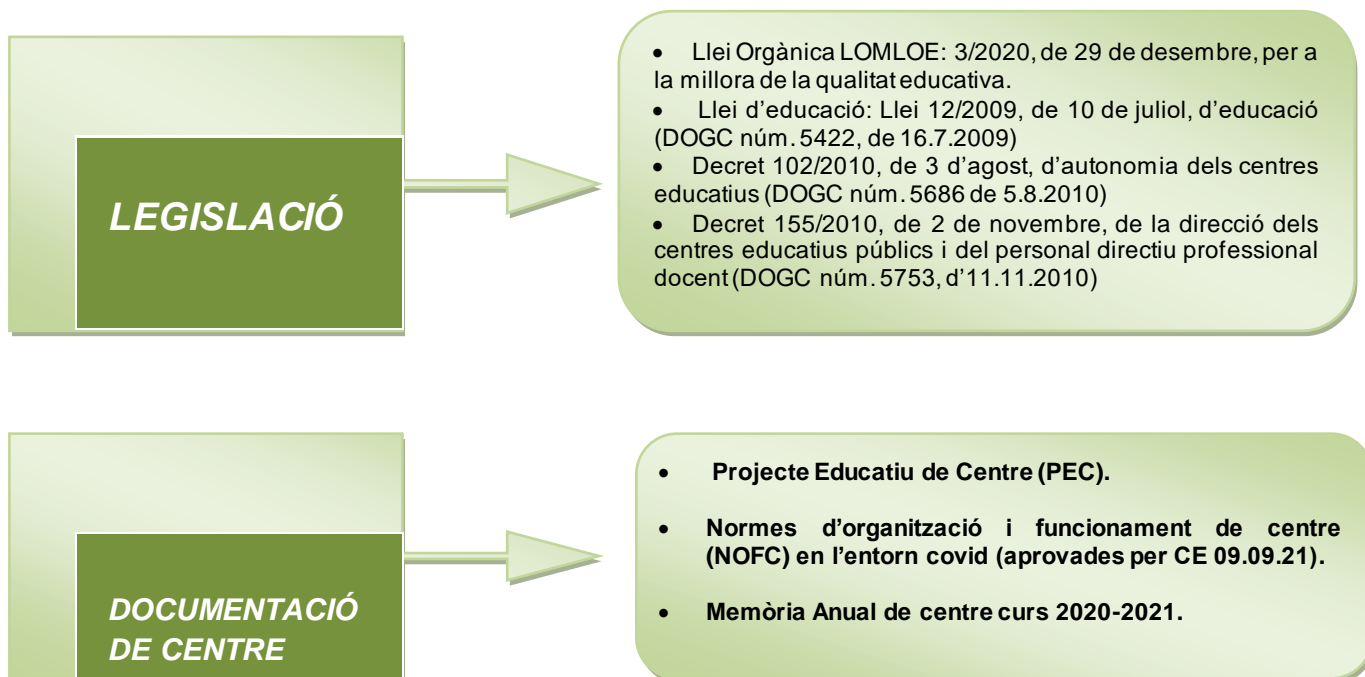 LEGISLACIÓ
• Llei Orgànica LOMLOE: 3/2020, de 29 de desembre, per a
la millora de la qualitat educativa.
• Llei d’educació: Llei 12/2009, de 10 de juliol, d’educació
(DOGC núm. 5422, de 16.7.2009)
• Decret 102/2010, de 3 d’agost, d’autonomia dels centres
educatius (DOGC núm. 5686 de 5.8.2010)
• Decret 155/2010, de 2 de novembre, de la direcció dels
centres educatius públics i del personal directiu professional
docent (DOGC núm. 5753, d’11.11.2010)
DOCUMENTACIÓ
DE CENTRE
• Projecte Educatiu de Centre (PEC).
• Normes d’organització i funcionament de centre
(NOFC) en l’entorn covid (aprovades per CE 09.09.21).
• Memòria Anual de centre curs 2020-2021.